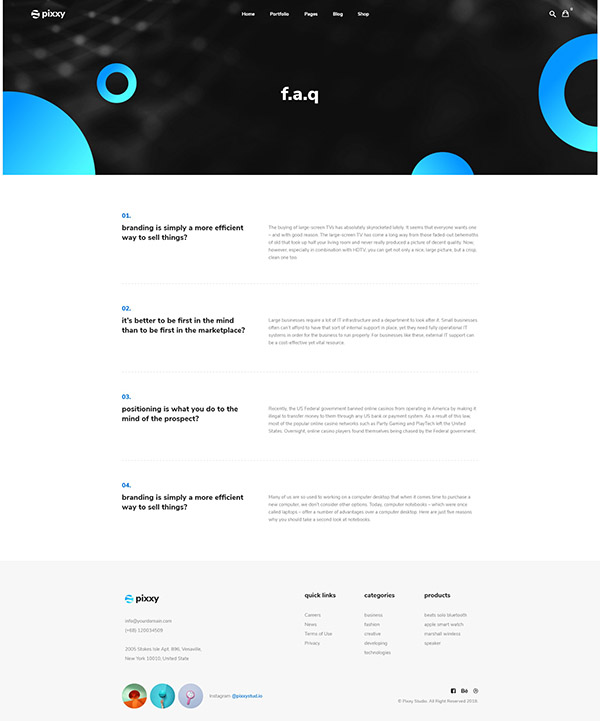 pixxy
Home Portfolio Pages Blog Shop
f.a.q
01.
branding is simply a more efficient
way to sell things?
The buying of large-screen TVs has absolutely skyrocketed lately. It seems that everyone wants one
– and with good reason. The large-screen TV has come a long way from those faded-out behemoths
of old that took up half your living room and never really produced a picture of decent quality. Now,
however, especially in combination with HDTV, you can get not only a nice, large picture, but a crisp,
clean one too.
02.
it's better to be first in the mind
than to be first in the marketplace?
Large businesses require a lot of IT infrastructure and a department to look after it. Small businesses
often can't afford to have that sort of internal support in place, yet they need fully operational IT
systems in order for the business to run properly. For businesses like these, external IT support can
be a cost-effective yet vital resource.
03.
positioning is what you do to the
mind of the prospect?
Recently, the US Federal government banned online casinos from operating in America by making it
illegal to transfer money to them through any US bank or payment system. As a result of this law,
most of the popular online casino networks such as Party Gaming and PlayTech left the United
States. Overnight, online casino players found themselves being chased by the Federal government.
04.
branding is simply a more efficient
way to sell things?
Many of us are so used to working on a computer desktop that when it comes time to purchase a
new computer, we don't consider other options. Today, computer notebooks – which were once
called laptops – offer a number of advantages over a computer desktop. Here are just five reasons
why you should take a second look at notebooks.
pixxy
info@yourdomain.com
(+68) 120034509
New York 10010, United State
Instagram
quick links
Careers
News
Terms of Use
Privacy
categories
business
fashion
creative
developing
technologies
products
beats solo bluetooth
apple smart watch
marshall wireless
speaker
© Pixxy Studio. All Right Reserved 2018.